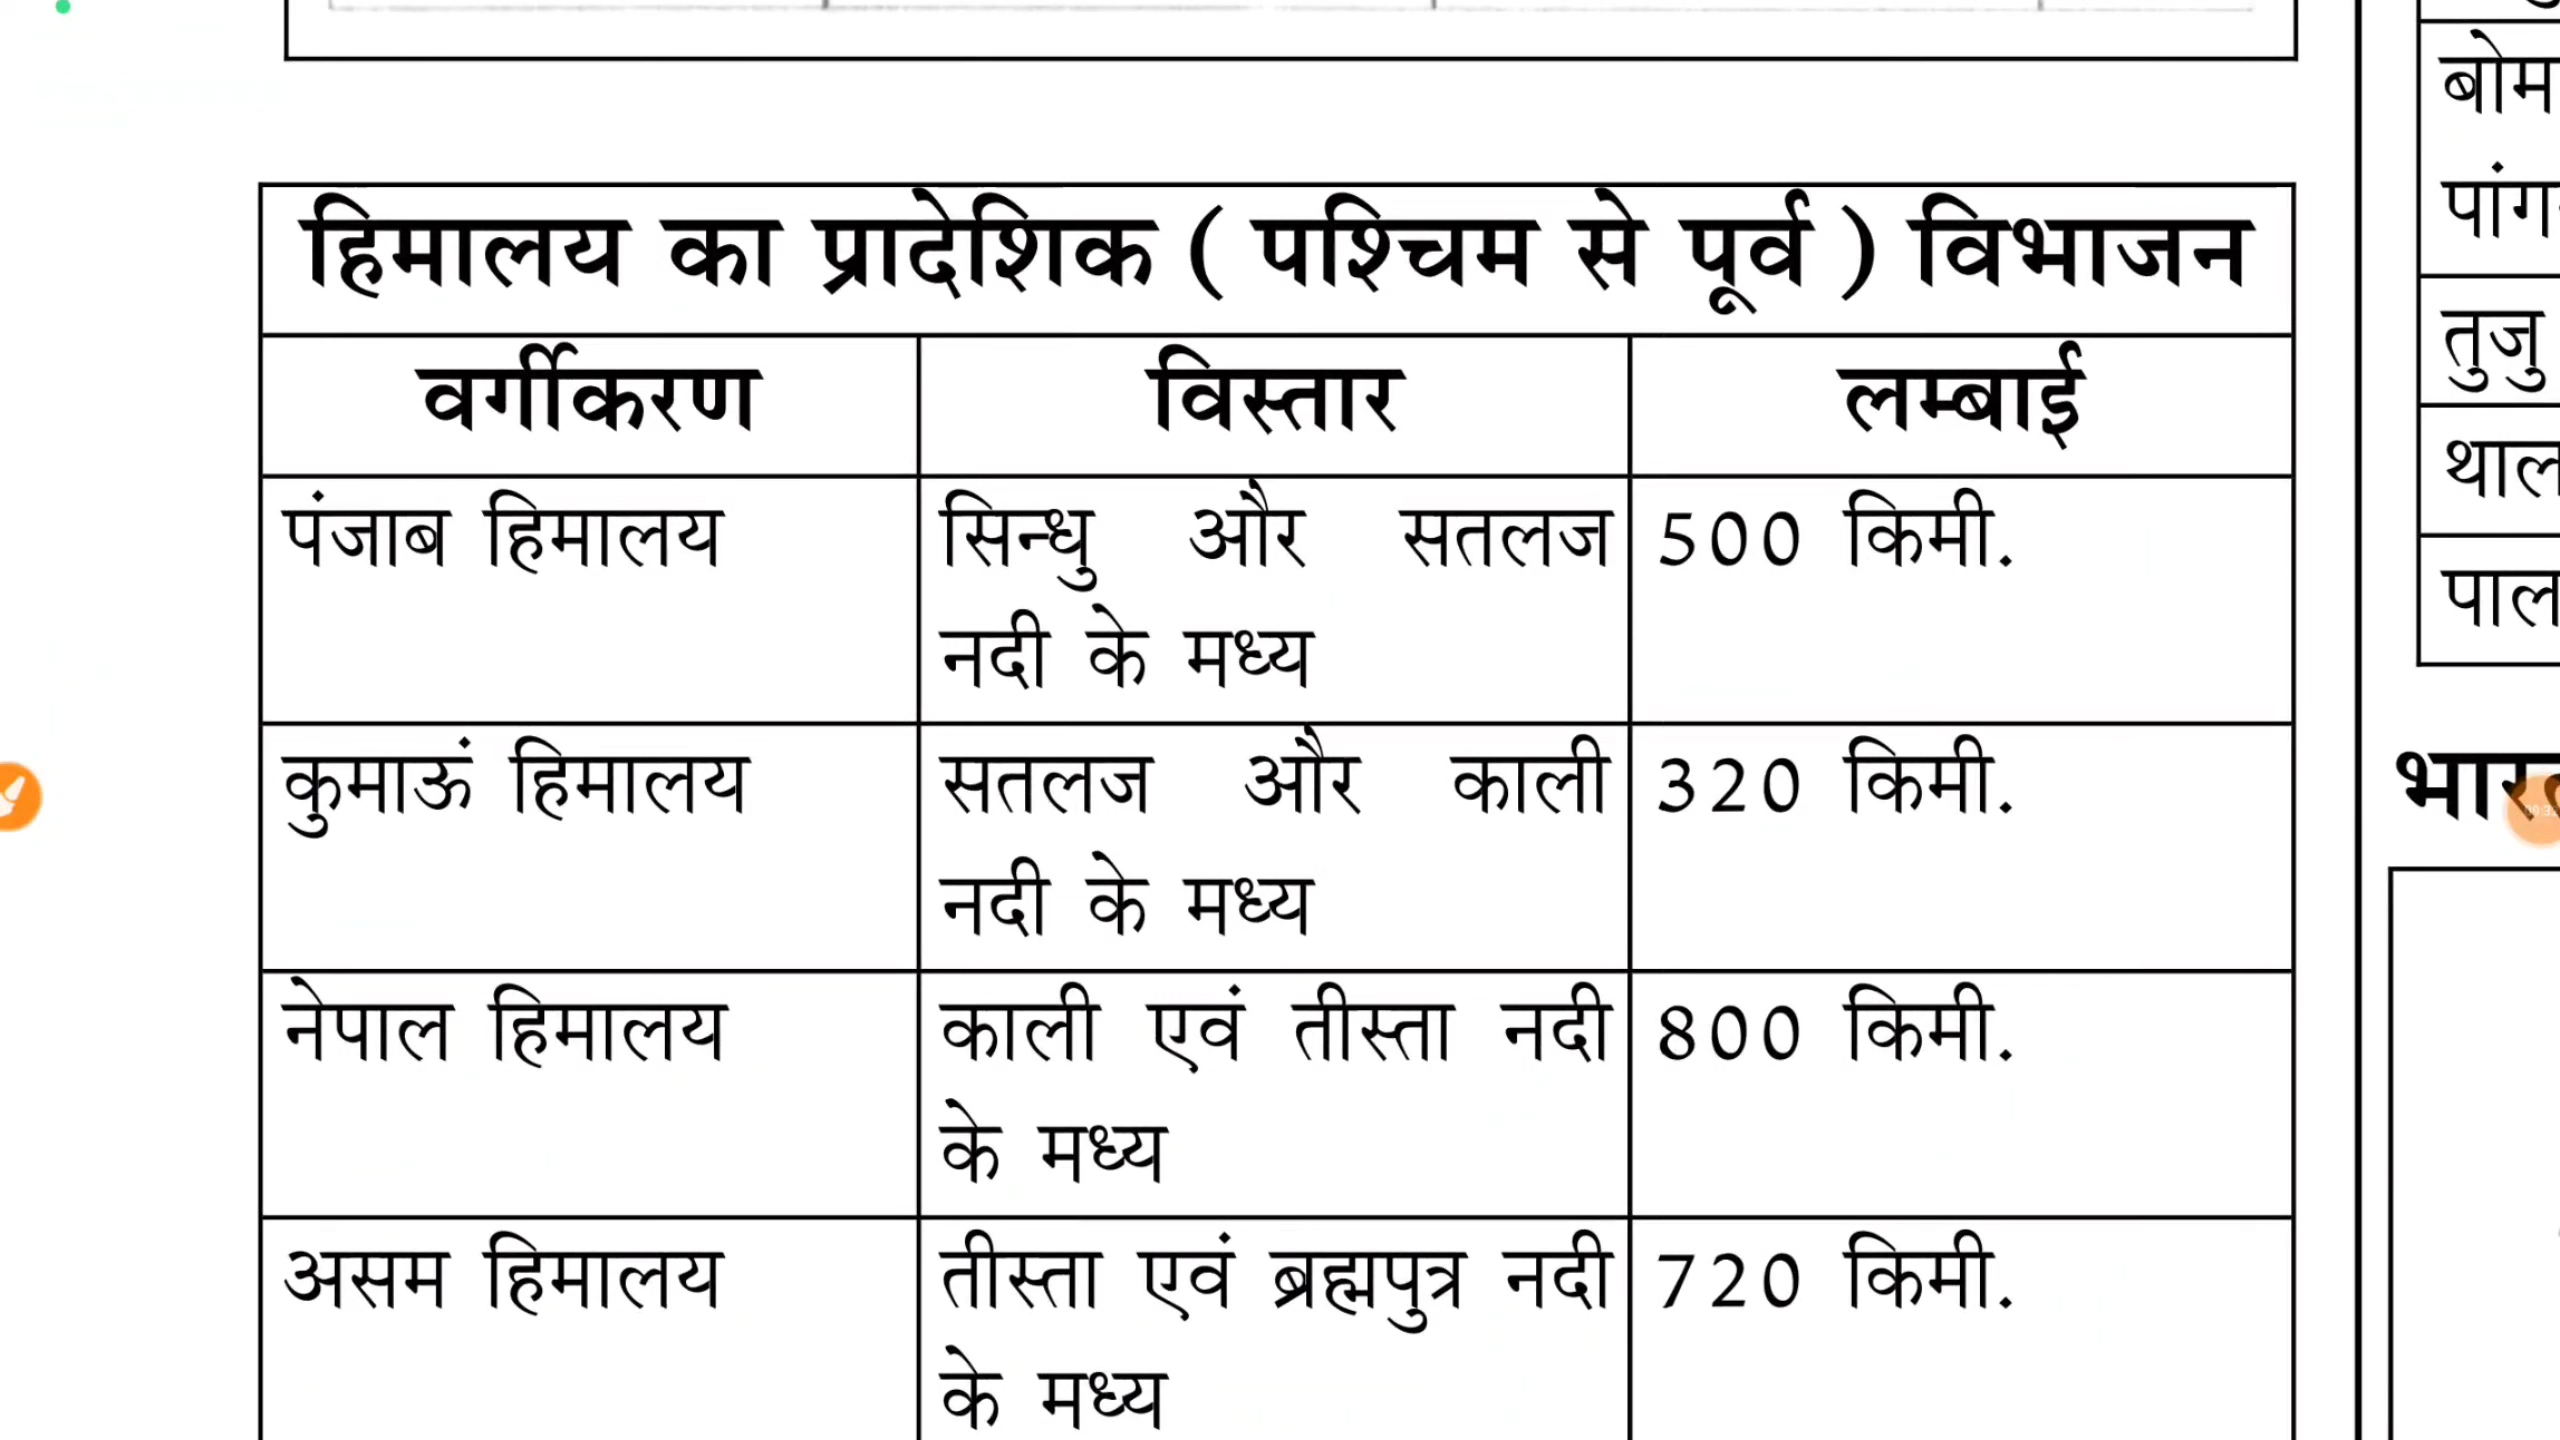 हिमालय का प्रादेशिक ( पश्चिम से पूर्व ) विभाजन
वर्गीकरण विस्तार लम्बाई
पंजाब हिमालय सिन्धु और सतलज 500 किमी.
नदी के मध्य
कुमाऊं हिमालय सतलज और काली 320 किमी.
नदी के मध्य
नेपाल हिमालय काली एवं तीस्ता नदी 800 किमी.
के मध्य
असम हिमालय तीस्ता एवं ब्रह्मपुत्र नदी 720 किमी.
के मध्य
तुजु